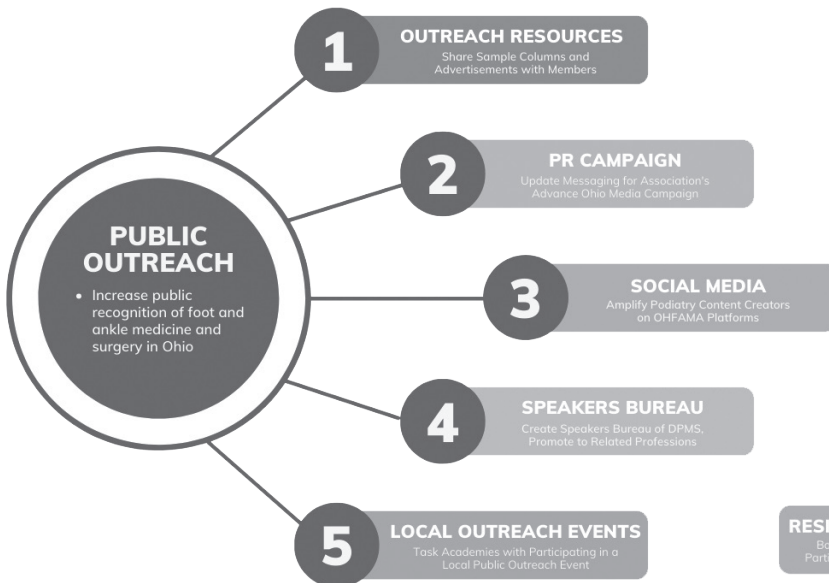 1
OUTREACH RESOURCES
Share Sample Columns and
Advertisements with Members
2
PR CAMPAIGN
Update Messaging for Association's
Advance Ohio Media Campaign
PUBLIC
OUTREACH
• Increase public
recognition of foot and
ankle medicine and
surgery in Ohio
3
SOCIAL MEDIA
Amplify Podiatry Content Creators
on OHFAMA Platforms
4
SPEAKERS BUREAU
Create Speakers Bureau of DPMS,
Promote to Related Professions
5
LOCAL OUTREACH EVENTS
Task Academies with Participating in a
Local Public Outreach Event